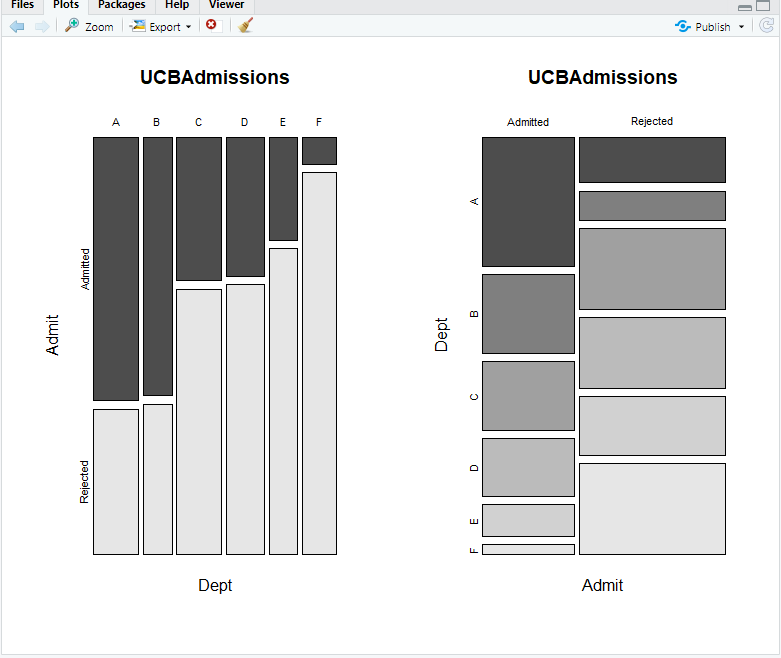 Files Plots Packages Help Viewer
Zoom Export Publish
UCBAdmissions
A B C D E F
Admitted
Rejected
Admit
Dept
UCBAdmissions
Admitted Rejected
A
B
C
D
E
F
Dept
Admit